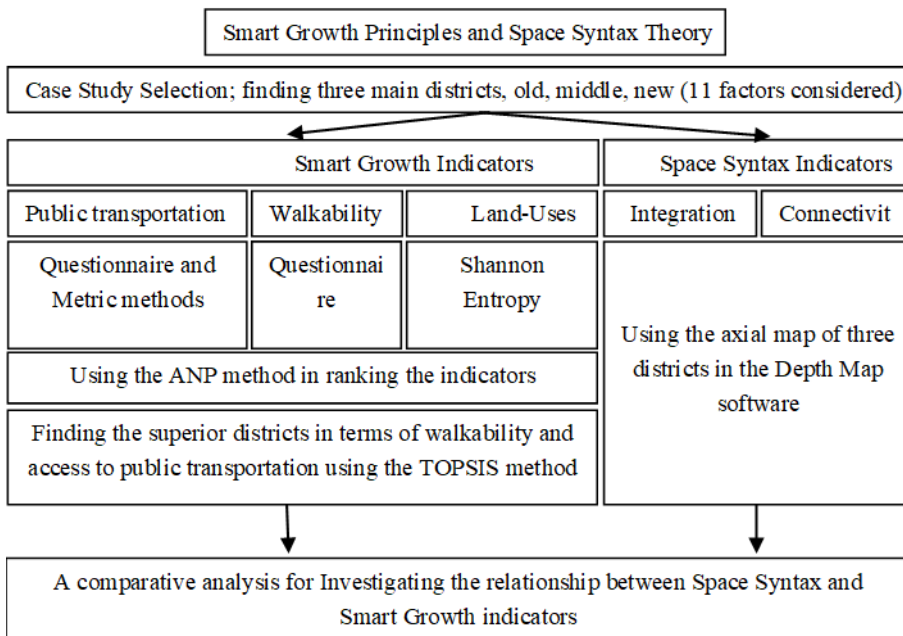 Smart Growth Principles and Space Syntax Theory
Case Study Selection; finding three main districts, old, middle, new (11 factors considered)
Smart Growth Indicators
Space Syntax Indicators
Public transportation
Walkability
Land-Uses
Integration
Connectivit
Questionnaire and
Metric methods
Questionnai
re
Shannon
Entropy
Using the axial map of three
districts in the Depth Map
software
Using the ANP method in ranking the indicators
Finding the superior districts in terms of walkability and
access to public transportation using the TOPSIS method
A comparative analysis for Investigating the relationship between Space Syntax and
Smart Growth indicators